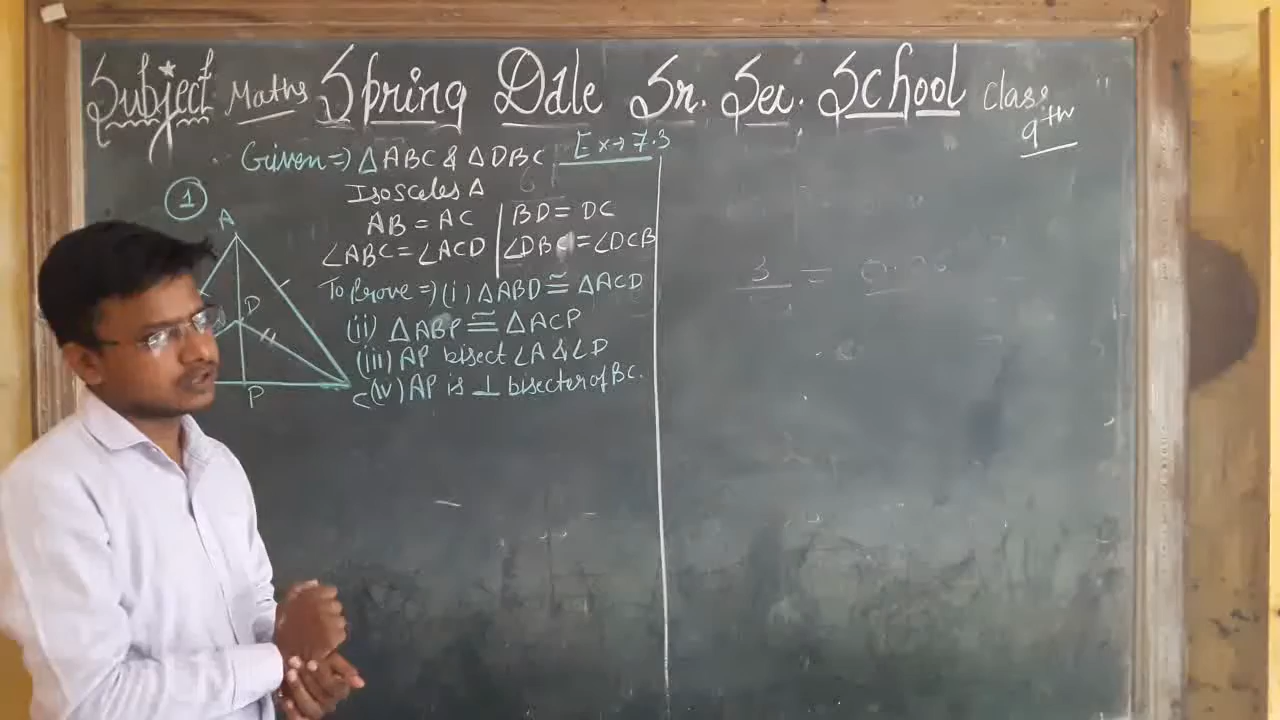 Subject Maths Spring Dale Sr. Sec. School Class 9th
Given => △ABC & △DBC Ex→7.3
Isosceles △
AB = AC | BD = DC
∠ABC = ∠ACD | ∠DBC = ∠DCB
To Prove => (i) △ABD ≅ △ACD
(ii) △ABP ≅ △ACP
(iii) AP bisect ∠A & ∠D
(iv) AP is ⊥ bisecter of BC.
1
A
D
P
C
3 =